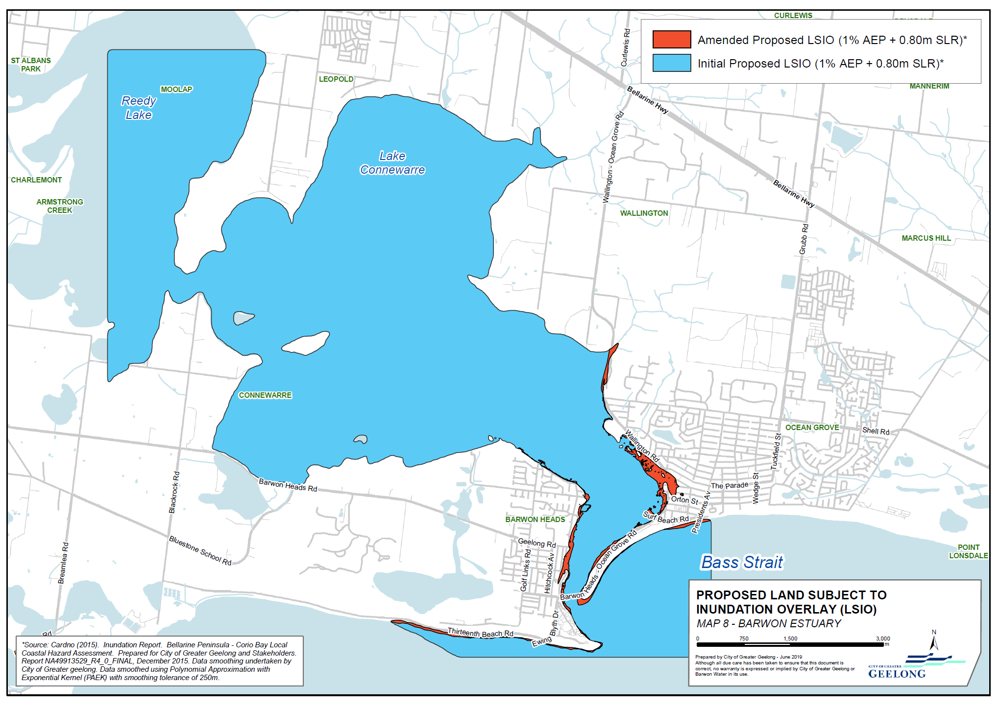 CURLEWIS
Amended Proposed LSIO (1% AEP + 0.80m SLR)*
Initial Proposed LSIO (1% AEP + 0.80m SLR)*
MANNERIM
ST ALBANS
PARK
MOOLAP
Reedy
Lake
LEOPOLD
Curlewis Rd
Bellarine Hwy
Wallington - Ocean Grove Rd
Lake
Connewarre
CHARLEMONT
ARMSTRONG
CREEK
Bellarine Hwy
WALLINGTON
Grubb Rd
MARCUS HILL
CONNEWARRE
OCEAN GROVE
Shell Rd
Wallington Rd
Tuckfield St
Barwon Heads Rd
Blackrock Rd
The Parade
Wedge St
Orton St
Presidents Av
Surf Beach Rd
BARWON HEADS
Geelong Rd
Golf Links Rd
Hitchcock Av
Barwon Heads - Ocean Grove Rd
Bluestone School Rd
Breamlea Rd
Bass Strait
POINT
LONSDALE
Blyth Dr
Thirteenth Beach Rd
Ewing
Rd
*Source: Cardno (2015). Inundation Report. Bellarine Peninsula - Corio Bay Local
Coastal Hazard Assessment. Prepared for City of Greater Geelong and Stakeholders.
Report NA49913529_R4_0_FINAL, December 2015. Data smoothing undertaken by
City of Greater geelong. Data smoothed using Polynomial Approximation with
Exponential Kernel (PAEK) with smoothing tolerance of 250m.
PROPOSED LAND SUBJECT TO
INUNDATION OVERLAY (LSIO)
MAP 8 - BARWON ESTUARY
N
0 750 1,500 3,000
m
Prepared by City of Greater Geelong - June 2019
Although all due care has been taken to ensure that this document is
correct, no warranty is expressed or implied by City of Greater Geelong or
Barwon Water in its use.
CITY OF GREATER
GEELONG